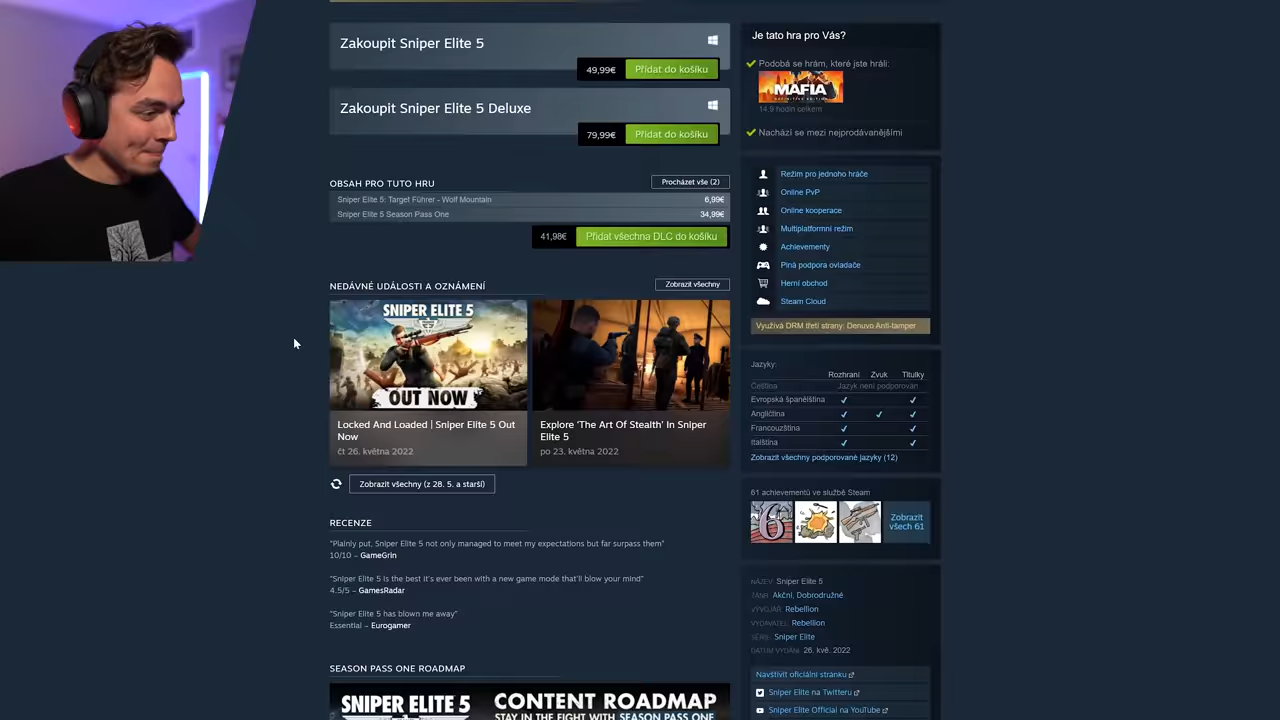 Zakoupit Sniper Elite 5
49,99€
Přidat do košíku
Zakoupit Sniper Elite 5 Deluxe
79,99€
Přidat do košíku
OBSAH PRO TUTO HRU
Procházet vše (2)
Sniper Elite 5: Target Führer - Wolf Mountain
6,99€
Sniper Elite 5 Season Pass One
34,99€
41,98€
Přidat všechna DLC do košíku
NEDÁVNÉ UDÁLOSTI A OZNÁMENÍ
Zobrazit všechny
SNIPER ELITE 5
OUT NOW
Locked And Loaded | Sniper Elite 5 Out
Now
čt 26. května 2022
Explore 'The Art Of Stealth' In Sniper
Elite 5
po 23. května 2022
Zobrazit všechny (z 28. 5. a starší)
RECENZE
"Plainly put, Sniper Elite 5 not only managed to meet my expectations but far surpass them"
10/10 – GameGrin
"Sniper Elite 5 is the best it's ever been with a new game mode that'll blow your mind"
4.5/5 – GamesRadar
"Sniper Elite 5 has blown me away"
Essential – Eurogamer
SEASON PASS ONE ROADMAP
SNIPER ELITE 5
CONTENT ROADMAP
STAY IN THE FIGHT WITH SEASON PASS ONE
Je tato hra pro Vás?
Podobá se hrám, které jste hráli:
MAFIA
14.9 hodin celkem
Nachází se mezi nejprodávanějšími
Režim pro jednoho hráče
Online PvP
Online kooperace
Multiplatformní režim
Achievementy
Plná podpora ovladače
Herní obchod
Steam Cloud
Využívá DRM třetí strany: Denuvo Anti-tamper
Jazyky:
Rozhraní Zvuk Titulky
Čeština Jazyk není podporován
Evropská španělština ✔ ✔
Angličtina ✔ ✔ ✔
Francouzština ✔ ✔
Italština ✔ ✔
Zobrazit všechny podporované jazyky (12)
61 achievementů ve službě Steam
6
Zobrazit
všech 61
NÁZEV: Sniper Elite 5
ŽÁNR: Akční, Dobrodružné
VÝVOJÁŘ: Rebellion
VYDAVATEL: Rebellion
SÉRIE: Sniper Elite
DATUM VYDÁNÍ: 26. kvě. 2022
Navštívit oficiální stránku
Sniper Elite na Twitteru
Sniper Elite Official na YouTube